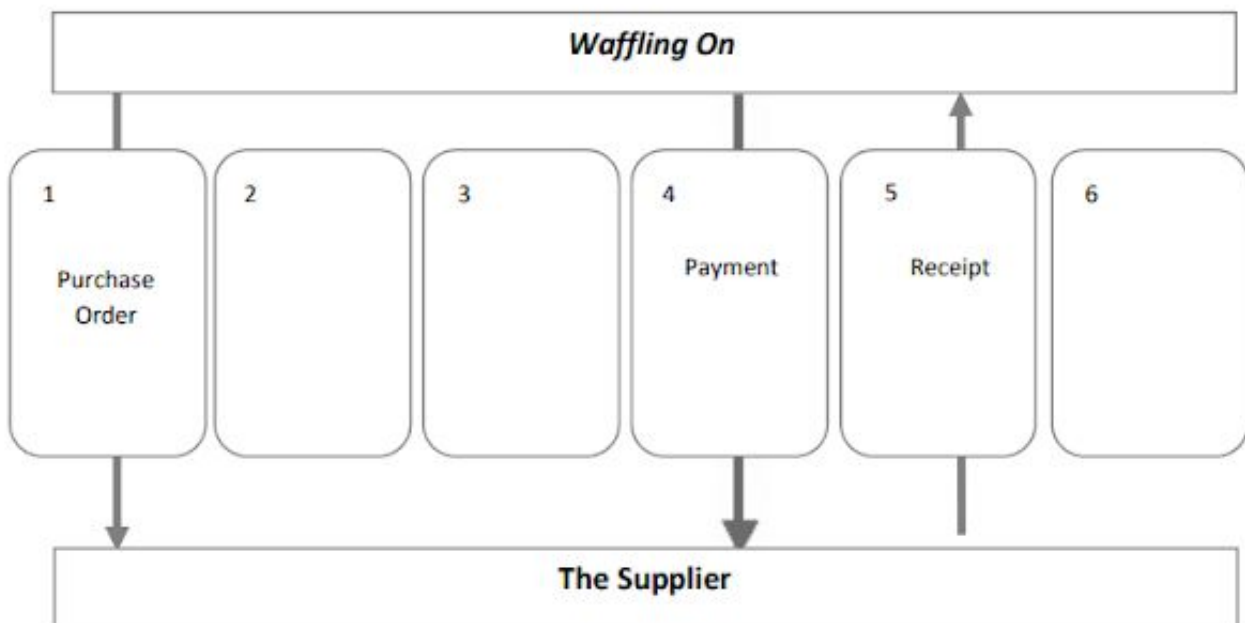 Waffling On
1
Purchase
Order
2
3
4
Payment
5
Receipt
6
The Supplier